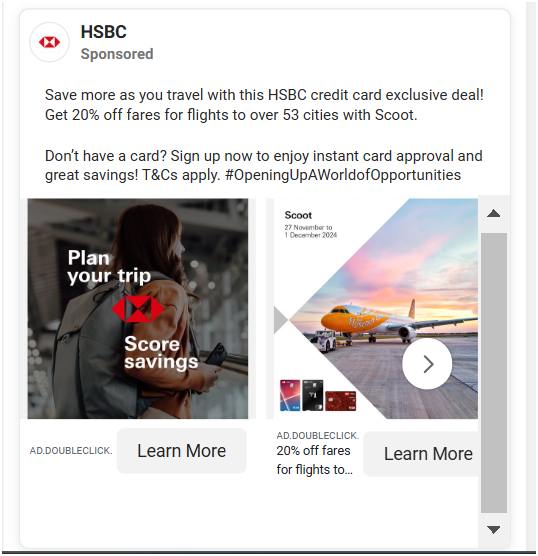 HSBC
Sponsored
Save more as you travel with this HSBC credit card exclusive deal!
Get 20% off fares for flights to over 53 cities with Scoot.
Don’t have a card? Sign up now to enjoy instant card approval and
great savings! T&Cs apply. #OpeningUpAWorldofOpportunities
Plan
your trip
Score
savings
Scoot
27 November to
1 December 2024
AD.DOUBLECLICK.
Learn More
AD.DOUBLECLICK.
20% off fares
for flights to...
Learn More